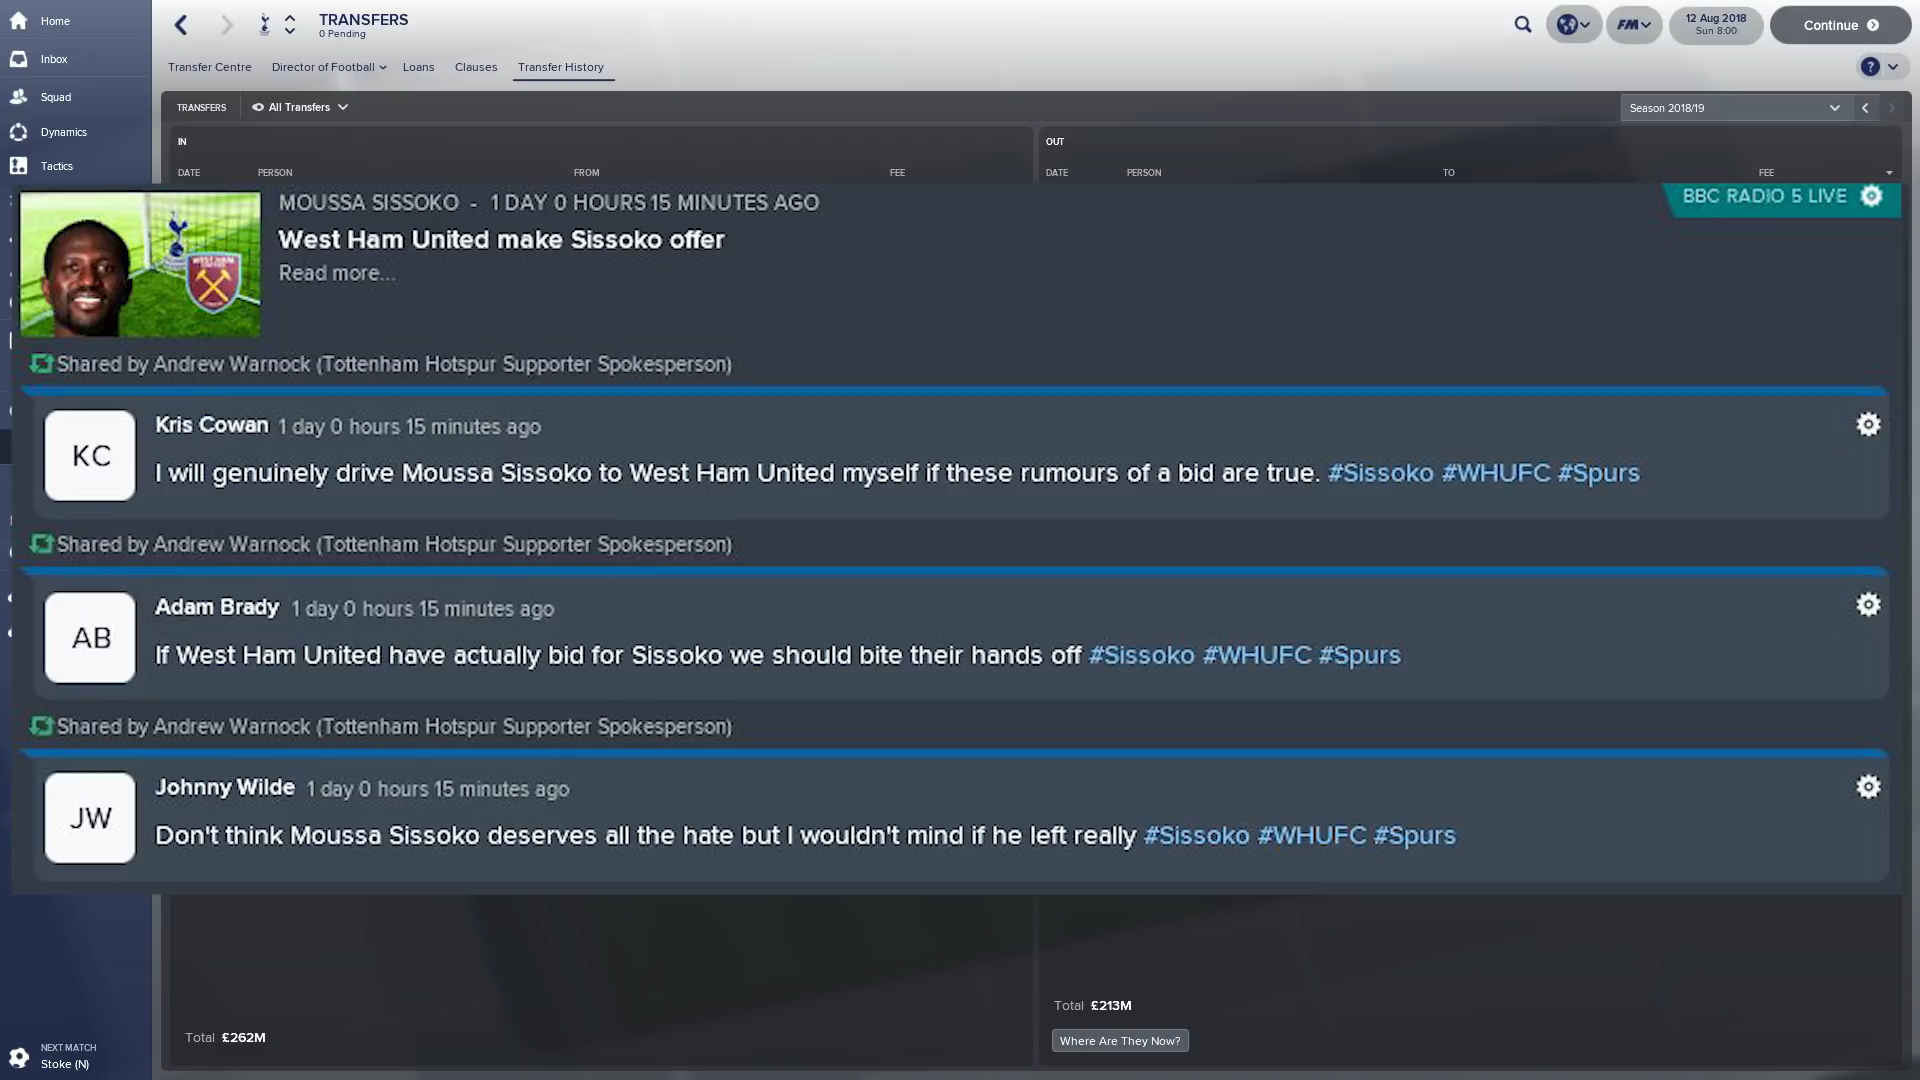 Home
Inbox
Squad
Dynamics
Tactics
TRANSFERS
0 Pending
FM
12 Aug 2018
Sun 8:00
Continue
Transfer Centre
Director of Football
Loans
Clauses
Transfer History
?
TRANSFERS
All Transfers
Season 2018/19
IN
DATE PERSON FROM FEE
OUT
DATE PERSON TO FEE
WEST HAM
MOUSSA SISSOKO - 1 DAY 0 HOURS 15 MINUTES AGO
BBC RADIO 5 LIVE
West Ham United make Sissoko offer
Read more...
Shared by Andrew Warnock (Tottenham Hotspur Supporter Spokesperson)
KC
Kris Cowan 1 day 0 hours 15 minutes ago
I will genuinely drive Moussa Sissoko to West Ham United myself if these rumours of a bid are true. #Sissoko #WHUFC #Spurs
Shared by Andrew Warnock (Tottenham Hotspur Supporter Spokesperson)
AB
Adam Brady 1 day 0 hours 15 minutes ago
If West Ham United have actually bid for Sissoko we should bite their hands off #Sissoko #WHUFC #Spurs
Shared by Andrew Warnock (Tottenham Hotspur Supporter Spokesperson)
JW
Johnny Wilde 1 day 0 hours 15 minutes ago
Don't think Moussa Sissoko deserves all the hate but I wouldn't mind if he left really #Sissoko #WHUFC #Spurs
Total £262M
Total £213M
Where Are They Now?
NEXT MATCH
Stoke (N)